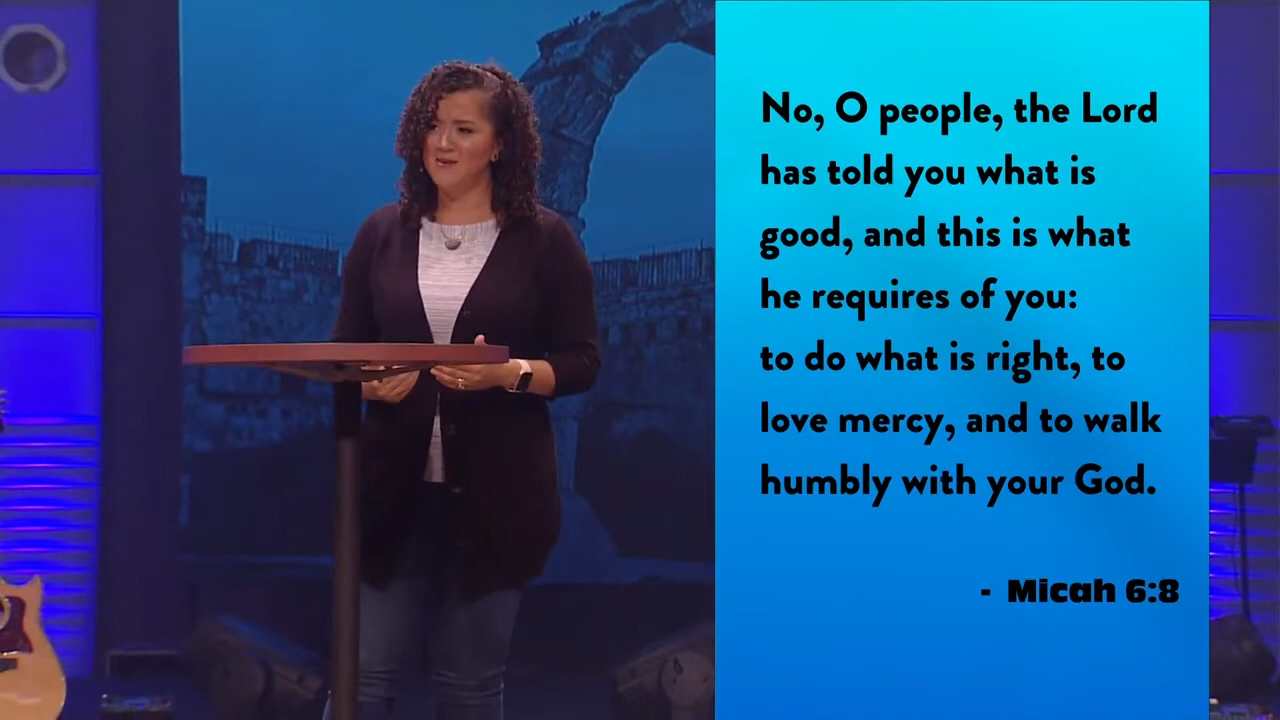 No, O people, the Lord
has told you what is
good, and this is what
he requires of you:
to do what is right, to
love mercy, and to walk
humbly with your God.
- Micah 6:8